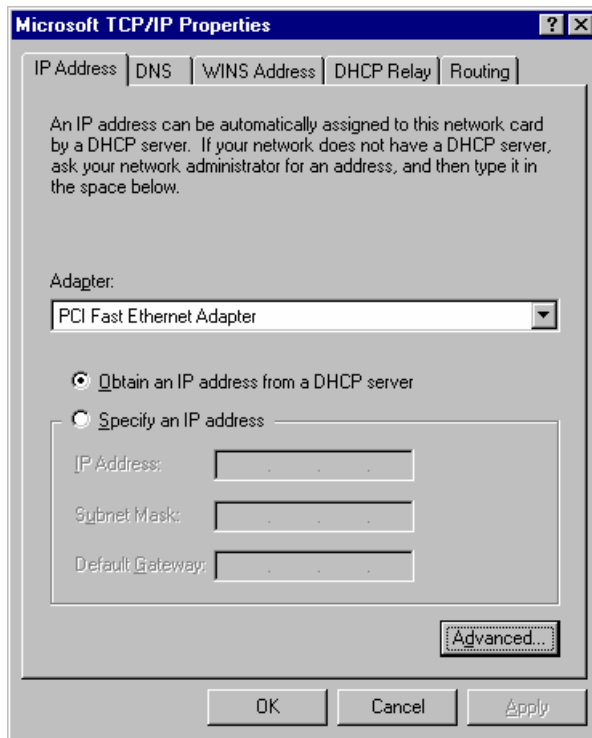 Microsoft TCP/IP Properties
IP Address DNS WINS Address DHCP Relay Routing
An IP address can be automatically assigned to this network card
by a DHCP server. If your network does not have a DHCP server,
ask your network administrator for an address, and then type it in
the space below.
Adapter:
PCI Fast Ethernet Adapter
Obtain an IP address from a DHCP server
Specify an IP address
IP Address:
Subnet Mask:
Default Gateway:
Advanced...
OK Cancel Apply